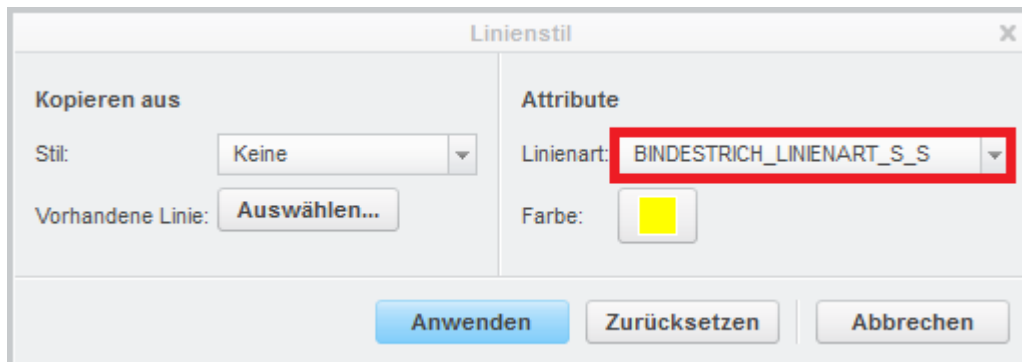 Linienstil
Kopieren aus
Stil: Keine
Vorhandene Linie: Auswählen...
Attribute
Linienart: BINDESTRICH_LINIENART_S_S
Farbe:
Anwenden Zurücksetzen Abbrechen